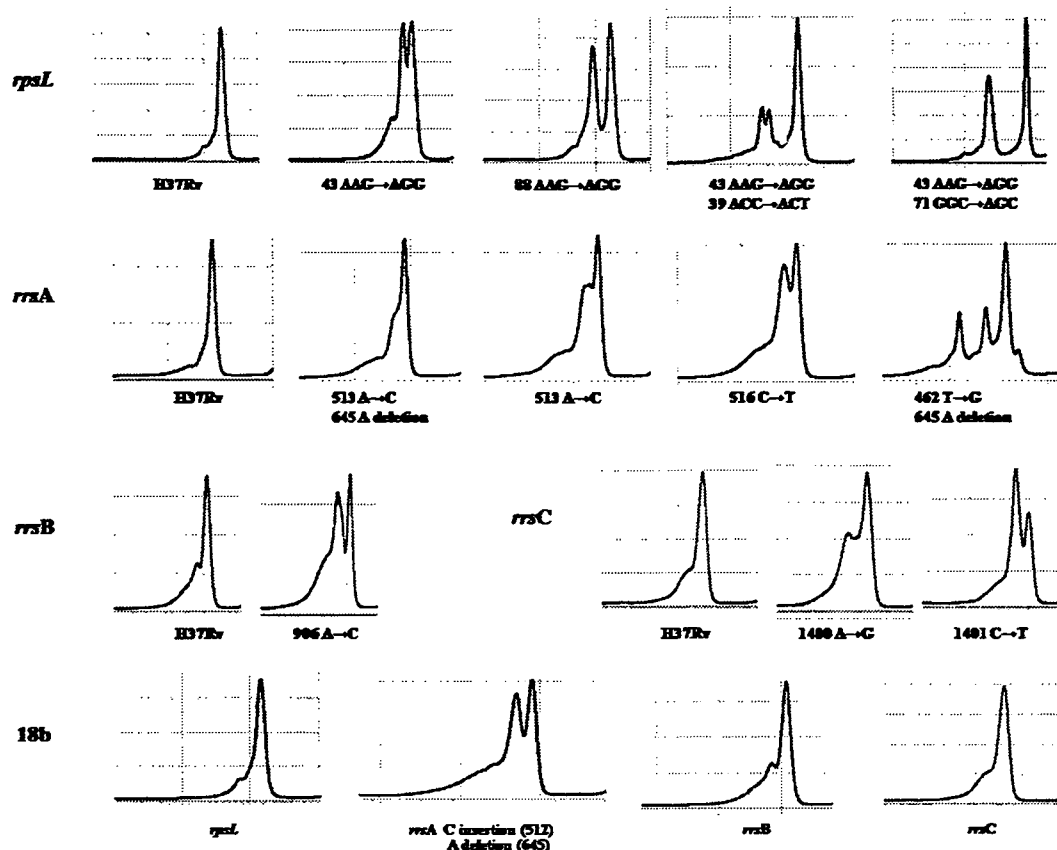 rpsL
H37Rv
43 AAG→AGG
88 AAG→AGG
43 AAG→AGG
39 ACC→ACT
43 AAG→AGG
71 GGC→AGC
rrsA
H37Rv
513 A→C
645 A deletion
513 A→C
516 C→T
462 T→G
645 A deletion
rrsB
H37Rv
906 A→C
rrsC
H37Rv
1400 A→G
1401 C→T
18b
rpsL
rrsA C insertion (512)
A deletion (645)
rrsB
rrsC